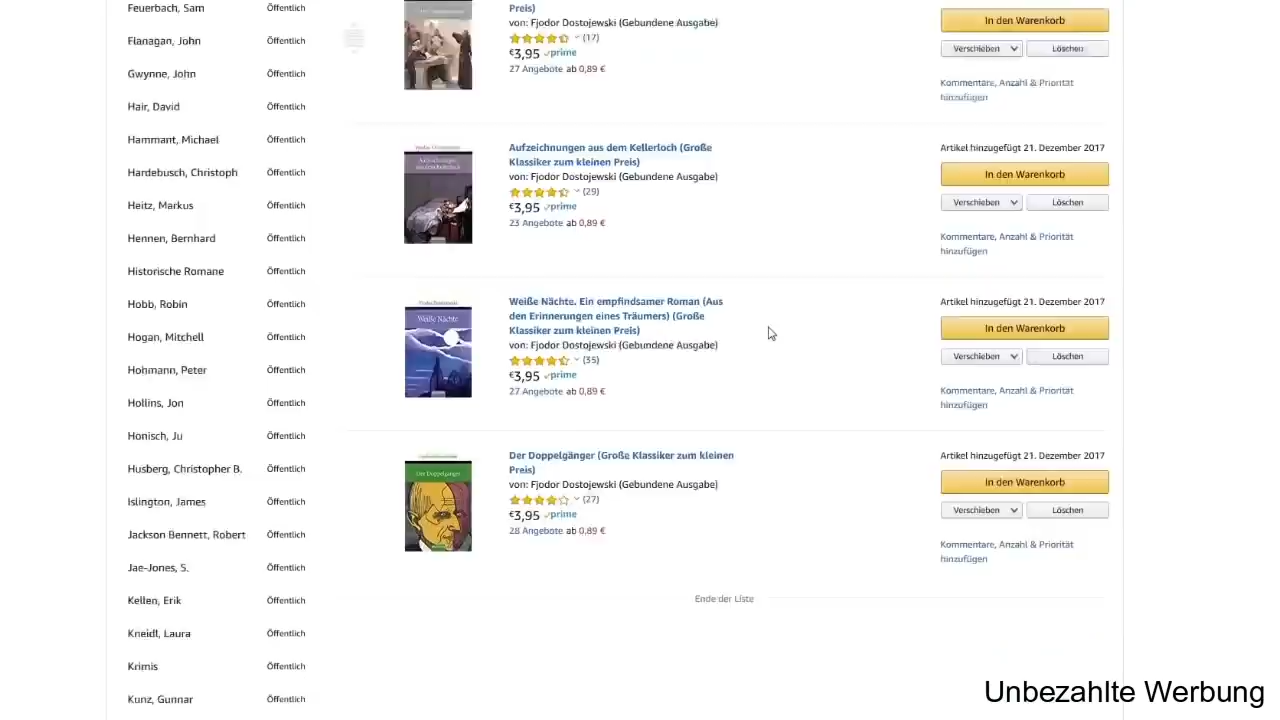 Feuerbach, Sam Öffentlich
Flanagan, John Öffentlich
Gwynne, John Öffentlich
Hair, David Öffentlich
Hammant, Michael Öffentlich
Hardebusch, Christoph Öffentlich
Heitz, Markus Öffentlich
Hennen, Bernhard Öffentlich
Historische Romane Öffentlich
Hobb, Robin Öffentlich
Hogan, Mitchell Öffentlich
Hohmann, Peter Öffentlich
Hollins, Jon Öffentlich
Honisch, Ju Öffentlich
Husberg, Christopher B. Öffentlich
Islington, James Öffentlich
Jackson Bennett, Robert Öffentlich
Jae-Jones, S. Öffentlich
Kellen, Erik Öffentlich
Kneidl, Laura Öffentlich
Krimis Öffentlich
Kunz, Gunnar Öffentlich
Preis)
von: Fjodor Dostojewski (Gebundene Ausgabe)
(17)
€3,95 prime
27 Angebote ab 0,89 €
In den Warenkorb
Verschieben Löschen
Kommentare, Anzahl & Priorität
hinzufügen
Aufzeichnungen aus dem Kellerloch (Große
Klassiker zum kleinen Preis)
von: Fjodor Dostojewski (Gebundene Ausgabe)
(29)
€3,95 prime
23 Angebote ab 0,89 €
Artikel hinzugefügt 21. Dezember 2017
In den Warenkorb
Verschieben Löschen
Kommentare, Anzahl & Priorität
hinzufügen
Weiße Nächte
Weiße Nächte. Ein empfindsamer Roman (Aus
den Erinnerungen eines Träumers) (Große
Klassiker zum kleinen Preis)
von: Fjodor Dostojewski (Gebundene Ausgabe)
(35)
€3,95 prime
27 Angebote ab 0,89 €
Artikel hinzugefügt 21. Dezember 2017
In den Warenkorb
Verschieben Löschen
Kommentare, Anzahl & Priorität
hinzufügen
Der Doppelgänger
Der Doppelgänger (Große Klassiker zum kleinen
Preis)
von: Fjodor Dostojewski (Gebundene Ausgabe)
(27)
€3,95 prime
28 Angebote ab 0,89 €
Artikel hinzugefügt 21. Dezember 2017
In den Warenkorb
Verschieben Löschen
Kommentare, Anzahl & Priorität
hinzufügen
Ende der Liste
Unbezahlte Werbung